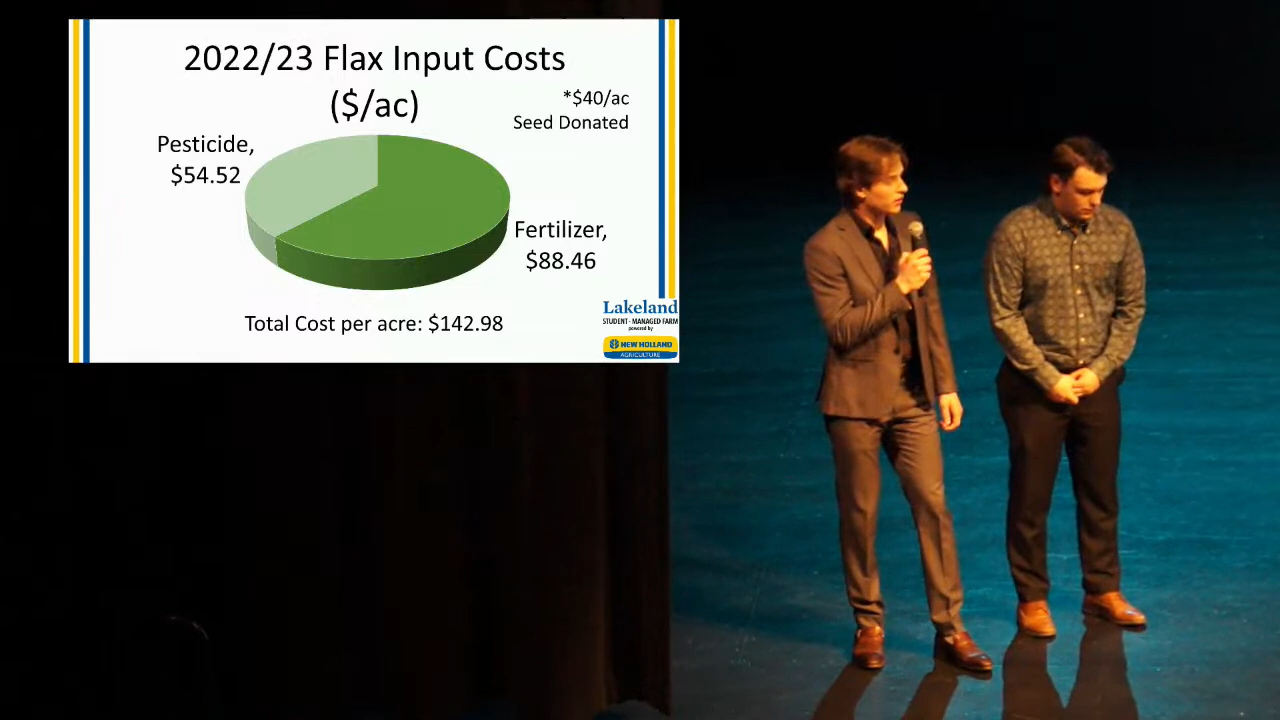 2022/23 Flax Input Costs
($/ac)
*$40/ac
Seed Donated
Pesticide,
$54.52
Fertilizer,
$88.46
Total Cost per acre: $142.98
Lakeland
STUDENT-MANAGED FARM
powered by
NEW HOLLAND
AGRICULTURE